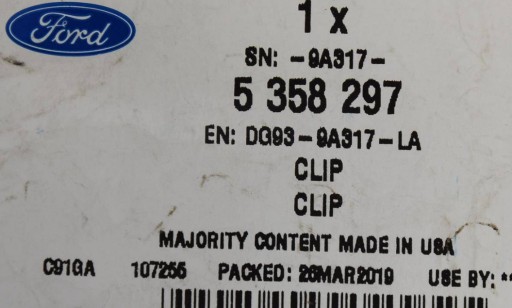 Ford
1 x
SN: -9A317-
5 358 297
EN: DG93-9A317-LA
CLIP
CLIP
MAJORITY CONTENT MADE IN USA
C91GA 107256 PACKED: 26MAR2019 USE BY: **